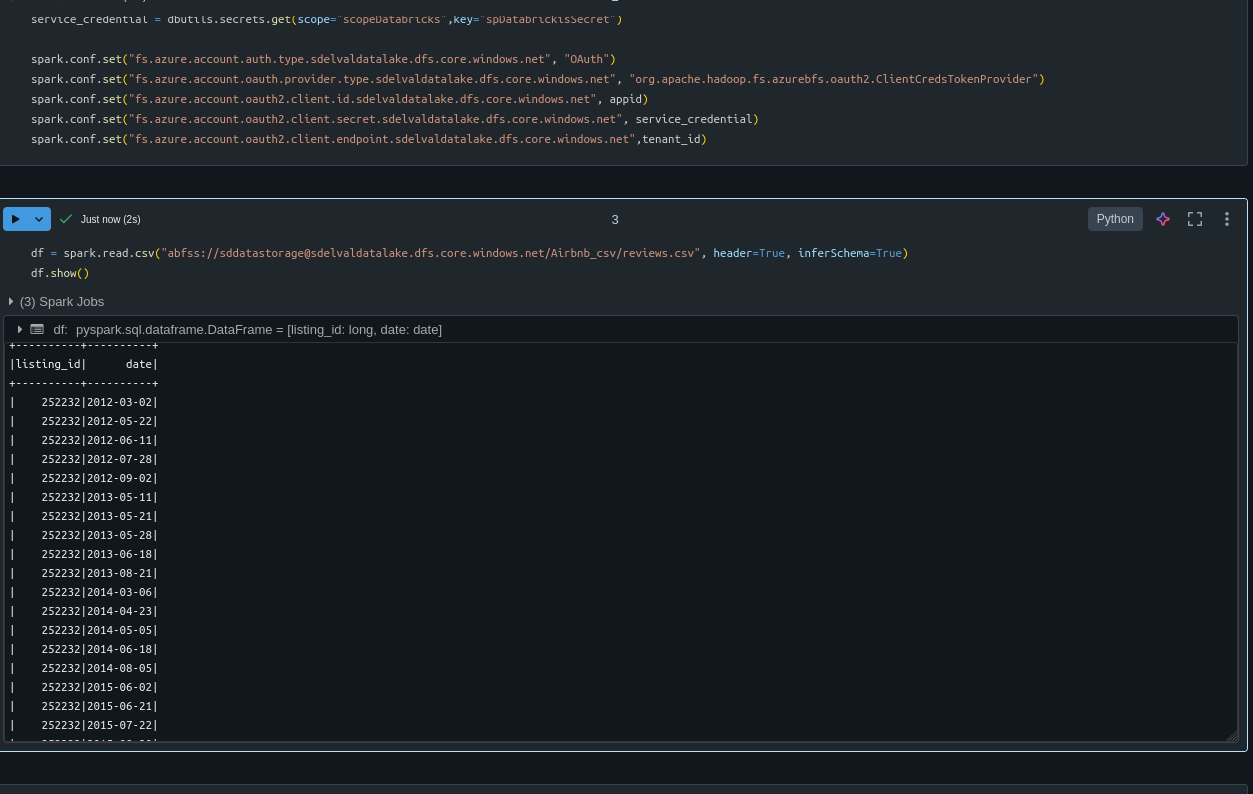 service_credential = dbutils.secrets.get(scope="scopeDatabricks",key="spDatabrickisSecret")
spark.conf.set("fs.azure.account.auth.type.sdelvaldatalake.dfs.core.windows.net", "OAuth")
spark.conf.set("fs.azure.account.oauth.provider.type.sdelvaldatalake.dfs.core.windows.net", "org.apache.hadoop.fs.azurebfs.oauth2.ClientCredsTokenProvider")
spark.conf.set("fs.azure.account.oauth2.client.id.sdelvaldatalake.dfs.core.windows.net", appid)
spark.conf.set("fs.azure.account.oauth2.client.secret.sdelvaldatalake.dfs.core.windows.net", service_credential)
spark.conf.set("fs.azure.account.oauth2.client.endpoint.sdelvaldatalake.dfs.core.windows.net",tenant_id)
Just now (2s) 3 Python
df = spark.read.csv("abfss://sddatastorage@sdelvaldatalake.dfs.core.windows.net/Airbnb_csv/reviews.csv", header=True, inferSchema=True)
df.show()
(3) Spark Jobs
df: pyspark.sql.dataframe.DataFrame = [listing_id: long, date: date]
+----------+----------+
|listing_id|      date|
+----------+----------+
|    252232|2012-03-02|
|    252232|2012-05-22|
|    252232|2012-06-11|
|    252232|2012-07-28|
|    252232|2012-09-02|
|    252232|2013-05-11|
|    252232|2013-05-21|
|    252232|2013-05-28|
|    252232|2013-06-18|
|    252232|2013-08-21|
|    252232|2014-03-06|
|    252232|2014-04-23|
|    252232|2014-05-05|
|    252232|2014-06-18|
|    252232|2014-08-05|
|    252232|2015-06-02|
|    252232|2015-06-21|
|    252232|2015-07-22|